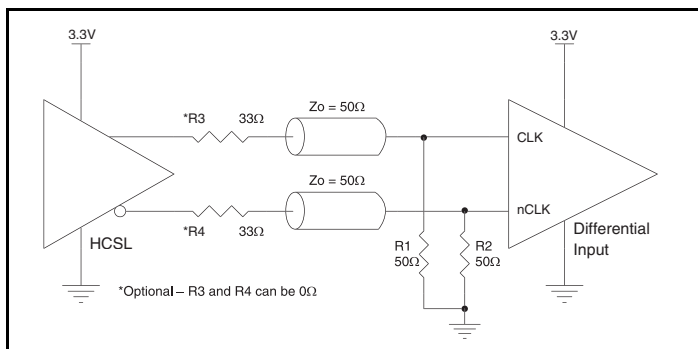 3.3V
3.3V
*R3
33Ω
Zo = 50Ω
CLK
Zo = 50Ω
nCLK
HCSL
*R4
33Ω
R1
50Ω
R2
50Ω
Differential
Input
*Optional – R3 and R4 can be 0Ω